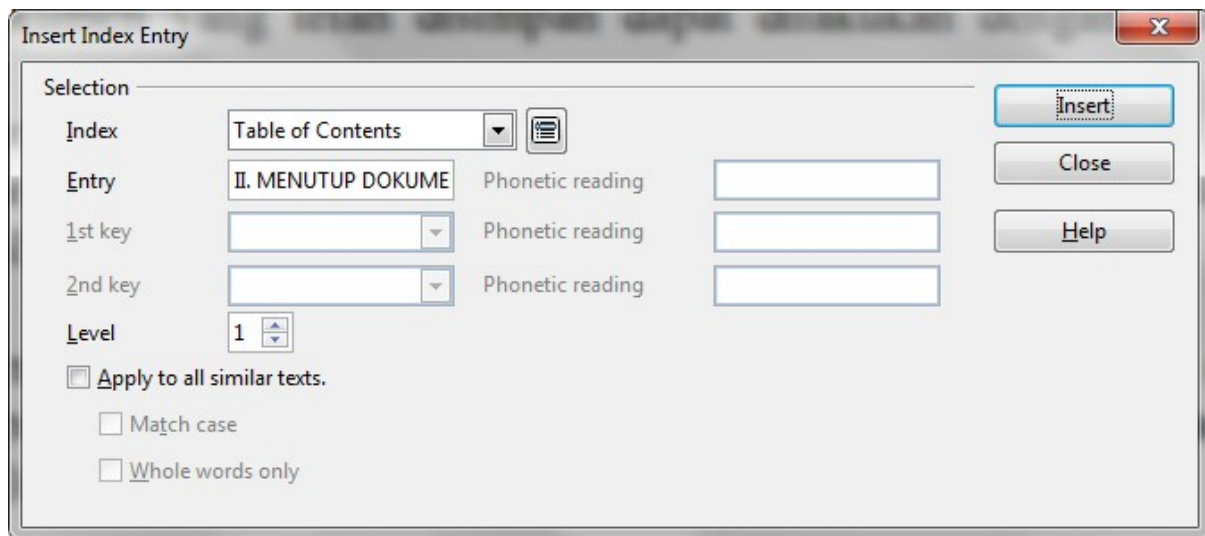 Insert Index Entry
Selection
Index Table of Contents
Entry II. MENUTUP DOKUME Phonetic reading
1st key Phonetic reading
2nd key Phonetic reading
Level 1
Apply to all similar texts.
Match case
Whole words only
Insert
Close
Help